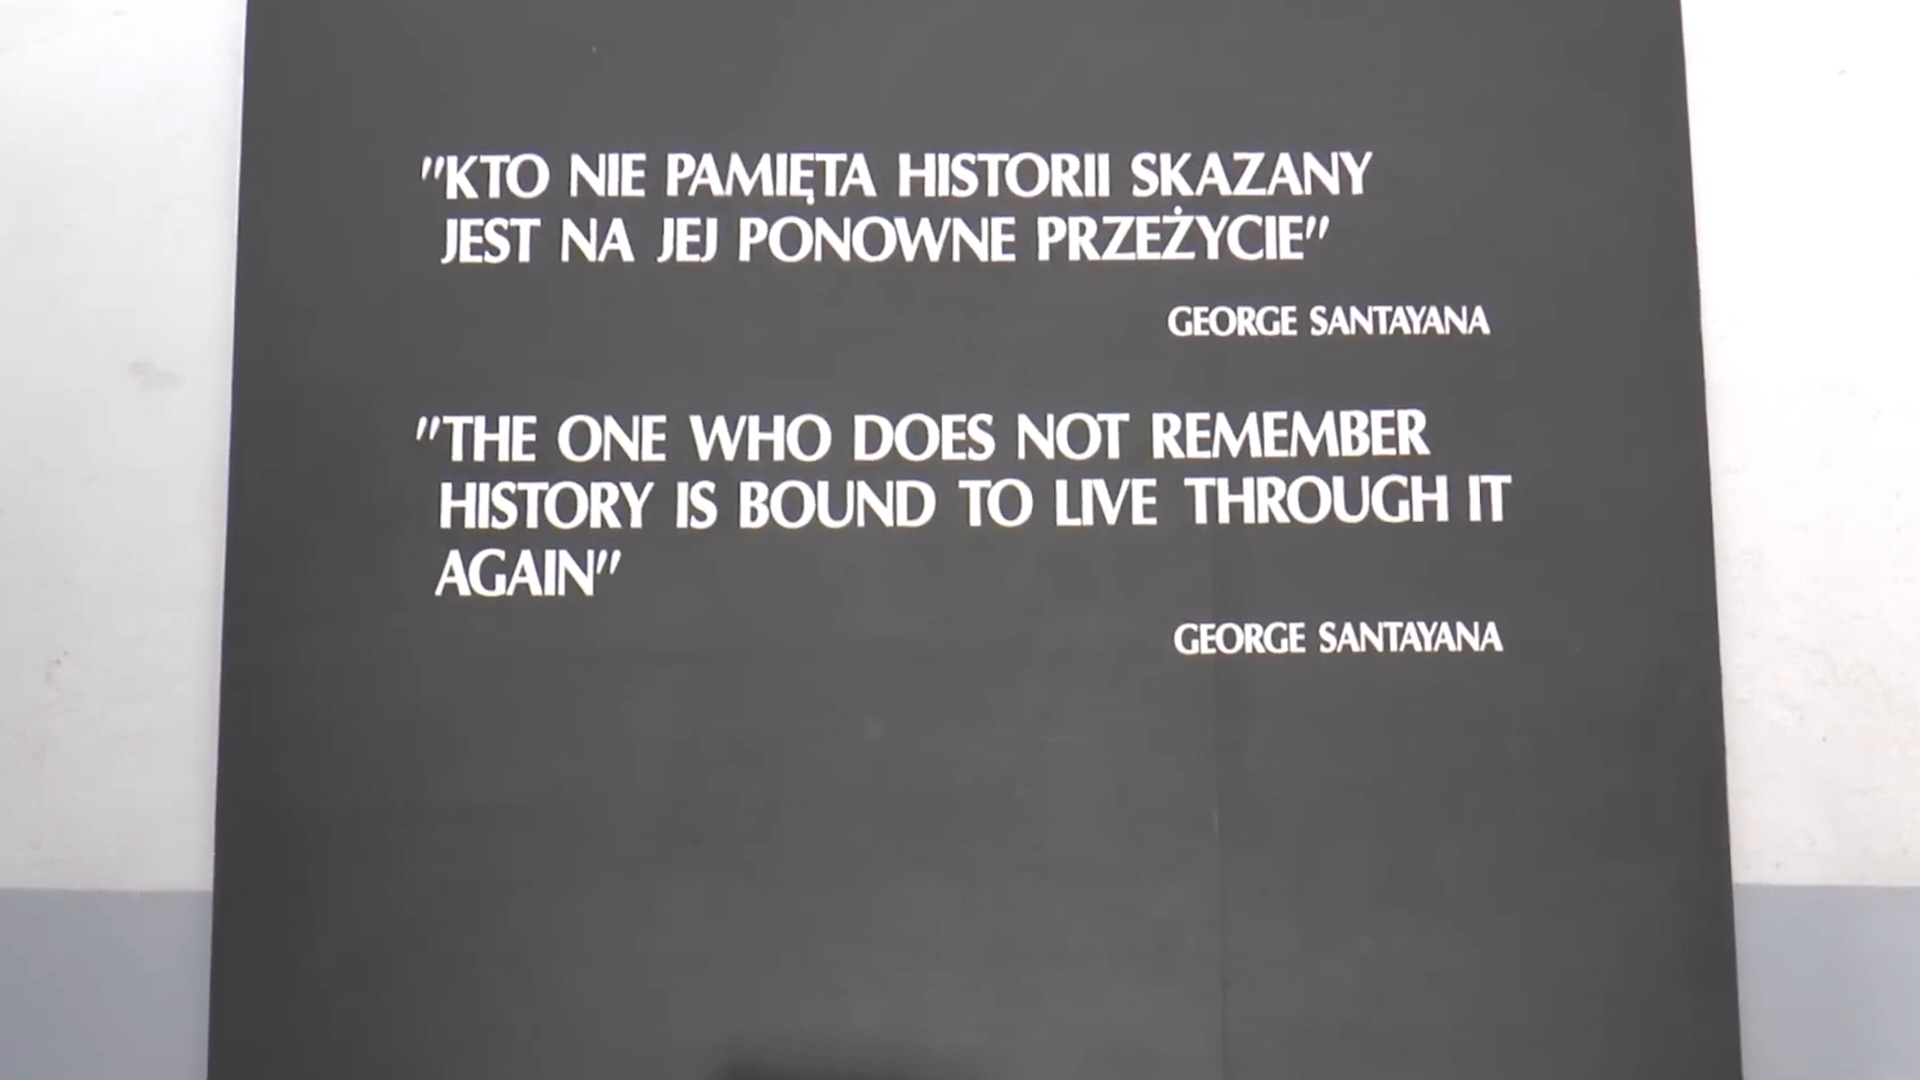 "KTO NIE PAMIĘTA HISTORII SKAZANY
JEST NA JEJ PONOWNE PRZEŻYCIE"
GEORGE SANTAYANA
"THE ONE WHO DOES NOT REMEMBER
HISTORY IS BOUND TO LIVE THROUGH IT
AGAIN"
GEORGE SANTAYANA